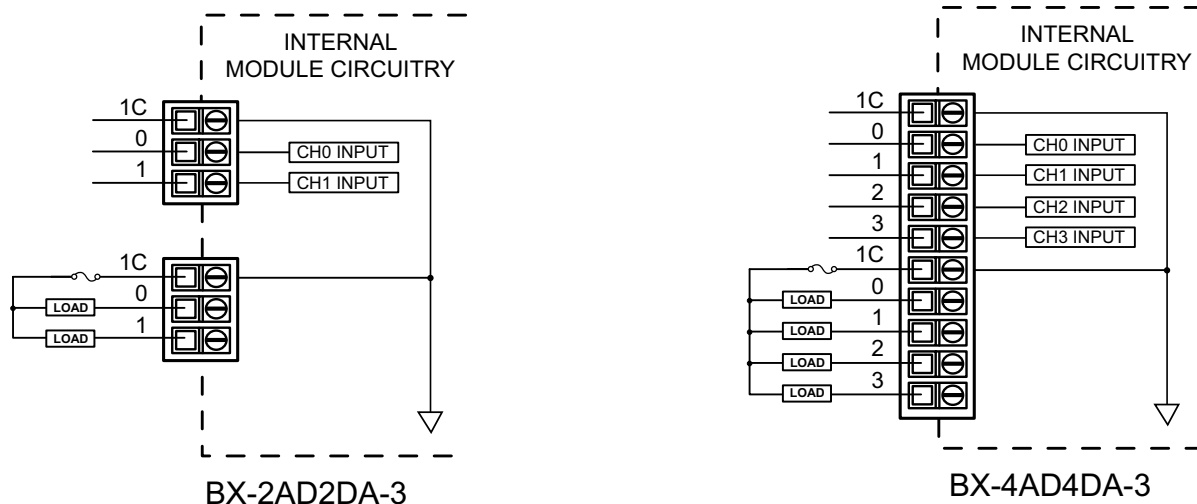 INTERNAL
MODULE CIRCUITRY
1C
0
CH0 INPUT
1
CH1 INPUT
1C
0
LOAD
1
LOAD
BX-2AD2DA-3
INTERNAL
MODULE CIRCUITRY
1C
0
CH0 INPUT
1
CH1 INPUT
2
CH2 INPUT
3
CH3 INPUT
1C
0
LOAD
1
LOAD
2
LOAD
3
LOAD
BX-4AD4DA-3